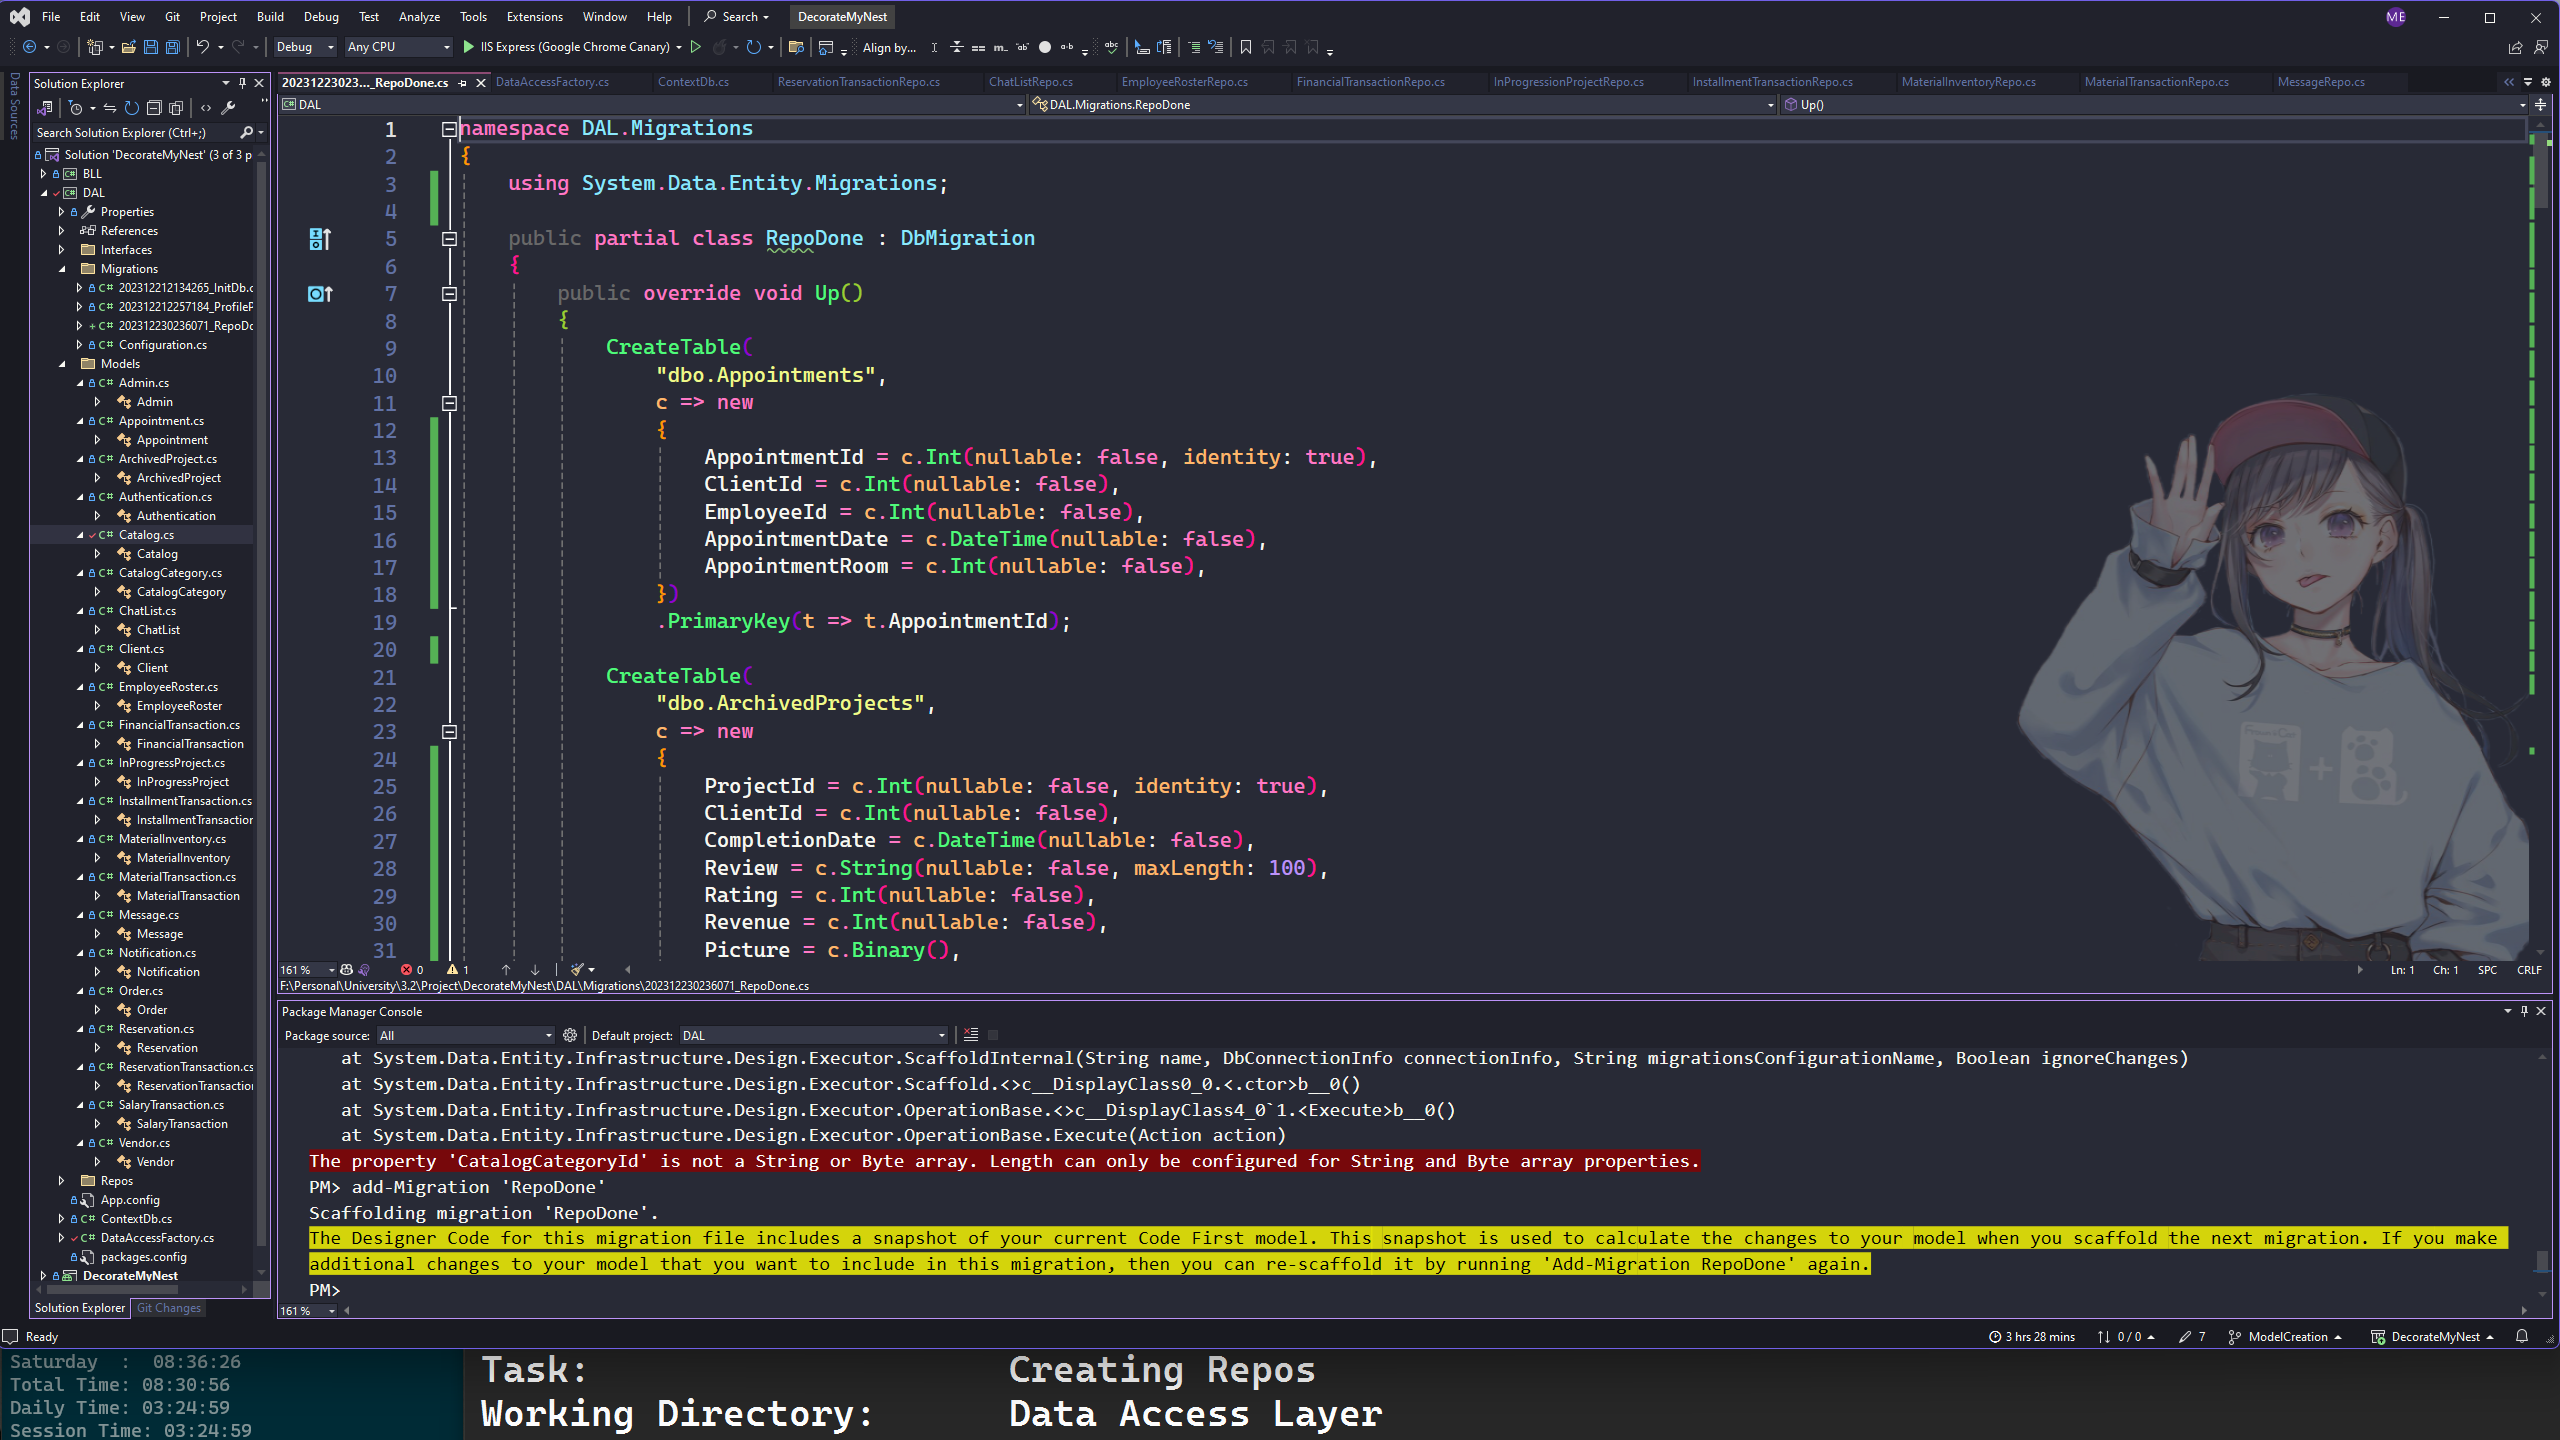 File Edit View Git Project Build Debug Test Analyze Tools Extensions Window Help Search DecorateMyNest ME
Debug Any CPU IIS Express (Google Chrome Canary) Align by...
Data Sources
Solution Explorer
Search Solution Explorer (Ctrl+;)
Solution 'DecorateMyNest' (3 of 3 p
BLL
DAL
Properties
References
Interfaces
Migrations
202312212134265_InitDb.c
202312212257184_ProfileP
202312230236071_RepoDo
Configuration.cs
Models
Admin.cs
Admin
Appointment.cs
Appointment
ArchivedProject.cs
ArchivedProject
Authentication.cs
Authentication
Catalog.cs
Catalog
CatalogCategory.cs
CatalogCategory
ChatList.cs
ChatList
Client.cs
Client
EmployeeRoster.cs
EmployeeRoster
FinancialTransaction.cs
FinancialTransaction
InProgressProject.cs
InProgressProject
InstallmentTransaction.cs
InstallmentTransaction
MaterialInventory.cs
MaterialInventory
MaterialTransaction.cs
MaterialTransaction
Message.cs
Message
Notification.cs
Notification
Order.cs
Order
Reservation.cs
Reservation
ReservationTransaction.cs
ReservationTransaction
SalaryTransaction.cs
SalaryTransaction
Vendor.cs
Vendor
Repos
App.config
ContextDb.cs
DataAccessFactory.cs
packages.config
DecorateMyNest
Solution Explorer Git Changes
20231223023..._RepoDone.cs DataAccessFactory.cs ContextDb.cs ReservationTransactionRepo.cs ChatListRepo.cs EmployeeRosterRepo.cs FinancialTransactionRepo.cs InProgressionProjectRepo.cs InstallmentTransactionRepo.cs MaterialInventoryRepo.cs MaterialTransactionRepo.cs MessageRepo.cs
DAL DAL.Migrations.RepoDone Up()
1 namespace DAL.Migrations
2 {
3 using System.Data.Entity.Migrations;
4
5 public partial class RepoDone : DbMigration
6 {
7 public override void Up()
8 {
9 CreateTable(
10 "dbo.Appointments",
11 c => new
12 {
13 AppointmentId = c.Int(nullable: false, identity: true),
14 ClientId = c.Int(nullable: false),
15 EmployeeId = c.Int(nullable: false),
16 AppointmentDate = c.DateTime(nullable: false),
17 AppointmentRoom = c.Int(nullable: false),
18 })
19 .PrimaryKey(t => t.AppointmentId);
20
21 CreateTable(
22 "dbo.ArchivedProjects",
23 c => new
24 {
25 ProjectId = c.Int(nullable: false, identity: true),
26 ClientId = c.Int(nullable: false),
27 CompletionDate = c.DateTime(nullable: false),
28 Review = c.String(nullable: false, maxLength: 100),
29 Rating = c.Int(nullable: false),
30 Revenue = c.Int(nullable: false),
31 Picture = c.Binary(),
161 % 0 1 Ln: 1 Ch: 1 SPC CRLF
F:\Personal\University\3.2\Project\DecorateMyNest\DAL\Migrations\202312230236071_RepoDone.cs
Package Manager Console
Package source: All Default project: DAL
at System.Data.Entity.Infrastructure.Design.Executor.ScaffoldInternal(String name, DbConnectionInfo connectionInfo, String migrationsConfigurationName, Boolean ignoreChanges)
at System.Data.Entity.Infrastructure.Design.Executor.Scaffold.<>c__DisplayClass0_0.<.ctor>b__0()
at System.Data.Entity.Infrastructure.Design.Executor.OperationBase.<>c__DisplayClass4_0`1.<Execute>b__0()
at System.Data.Entity.Infrastructure.Design.Executor.OperationBase.Execute(Action action)
The property 'CatalogCategoryId' is not a String or Byte array. Length can only be configured for String and Byte array properties.
PM> add-Migration 'RepoDone'
Scaffolding migration 'RepoDone'.
The Designer Code for this migration file includes a snapshot of your current Code First model. This snapshot is used to calculate the changes to your model when you scaffold the next migration. If you make
additional changes to your model that you want to include in this migration, then you can re-scaffold it by running 'Add-Migration RepoDone' again.
PM>
161 %
Ready 3 hrs 28 mins 0 / 0 7 ModelCreation DecorateMyNest
Saturday : 08:36:26
Total Time: 08:30:56
Daily Time: 03:24:59
Session Time: 03:24:59
Task: Creating Repos
Working Directory: Data Access Layer